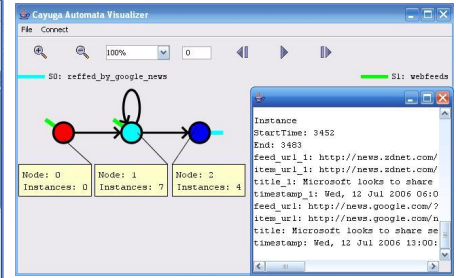 Cayuga Automata Visualizer
File Connect
100%
0
S0: reffed_by_google_news
S1: webfeeds
Node: 0
Instances: 0
Node: 1
Instances: 7
Node: 2
Instances: 4
Instance
StartTime: 3452
End: 3483
feed_url_1: http://news.zdnet.com/
item_url_1: http://news.zdnet.com/
title_1: Microsoft looks to share
timestamp_1: Wed, 12 Jul 2006 06:0
feed_url: http://news.google.com/?
item_url: http://news.google.com/n
title: Microsoft looks to share se
timestamp: Wed, 12 Jul 2006 13:00: